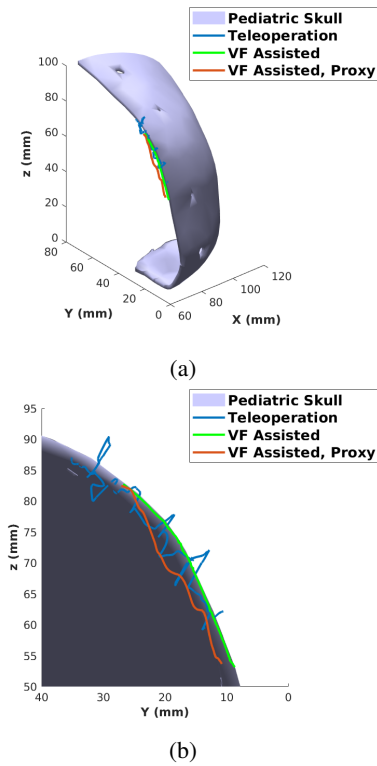 Pediatric Skull
Teleoperation
VF Assisted
VF Assisted, Proxy
100
80
60
40
20
0
z (mm)
80
60
40
20
0
Y (mm)
60
80
100
120
X (mm)
(a)
Pediatric Skull
Teleoperation
VF Assisted
VF Assisted, Proxy
95
90
85
80
75
70
65
60
55
50
z (mm)
40
30
20
10
0
Y (mm)
(b)